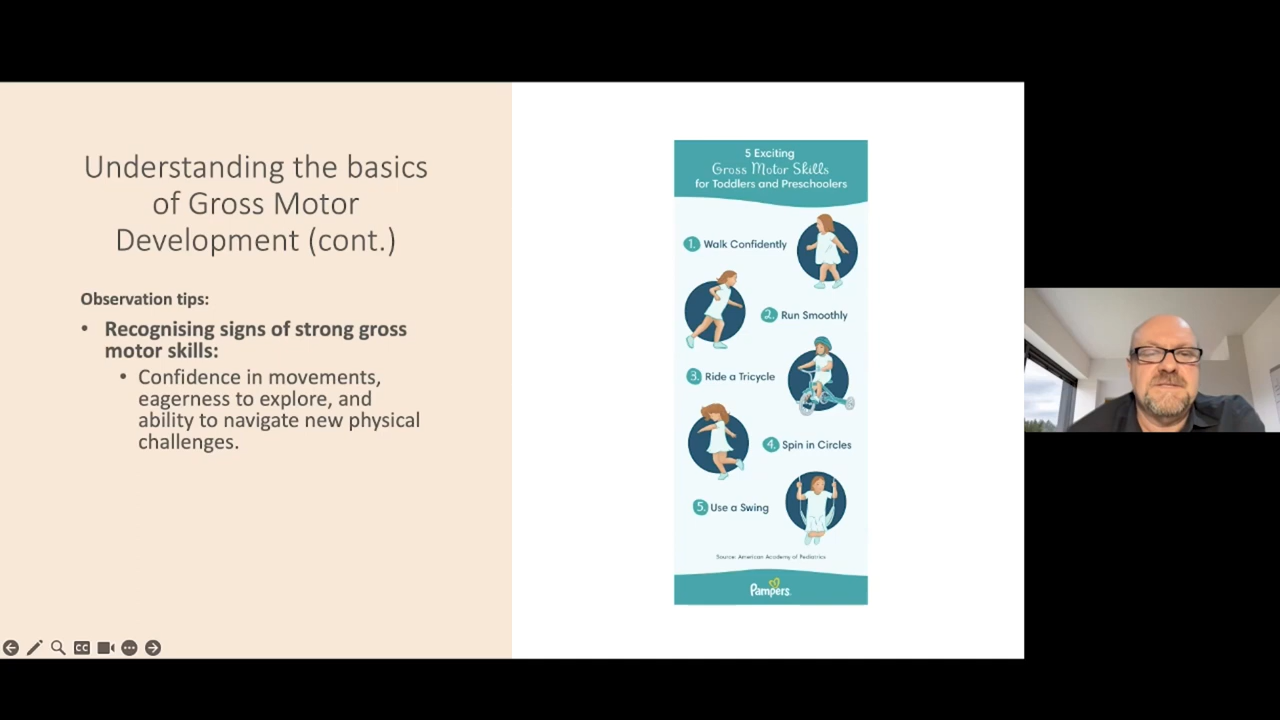 Understanding the basics
of Gross Motor
Development (cont.)
Observation tips:
• Recognising signs of strong gross
motor skills:
• Confidence in movements,
eagerness to explore, and
ability to navigate new physical
challenges.
5 Exciting
Gross Motor Skills
for Toddlers and Preschoolers
1. Walk Confidently
2. Run Smoothly
3. Ride a Tricycle
4. Spin in Circles
5. Use a Swing
Source: American Academy of Pediatrics
Pampers.
CC